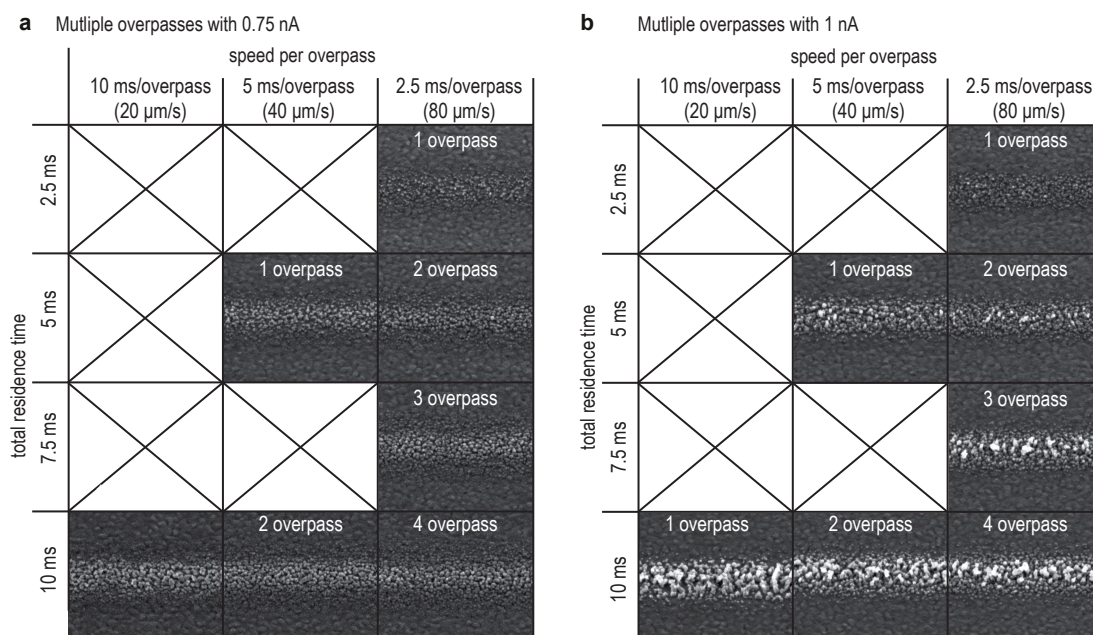 a Mutliple overpasses with 0.75 nA
speed per overpass
10 ms/overpass 5 ms/overpass 2.5 ms/overpass
(20 µm/s) (40 µm/s) (80 µm/s)
total residence time
2.5 ms
1 overpass
5 ms
1 overpass 2 overpass
7.5 ms
3 overpass
10 ms
2 overpass 4 overpass
b Mutliple overpasses with 1 nA
speed per overpass
10 ms/overpass 5 ms/overpass 2.5 ms/overpass
(20 µm/s) (40 µm/s) (80 µm/s)
total residence time
2.5 ms
1 overpass
5 ms
1 overpass 2 overpass
7.5 ms
3 overpass
10 ms
1 overpass 2 overpass 4 overpass